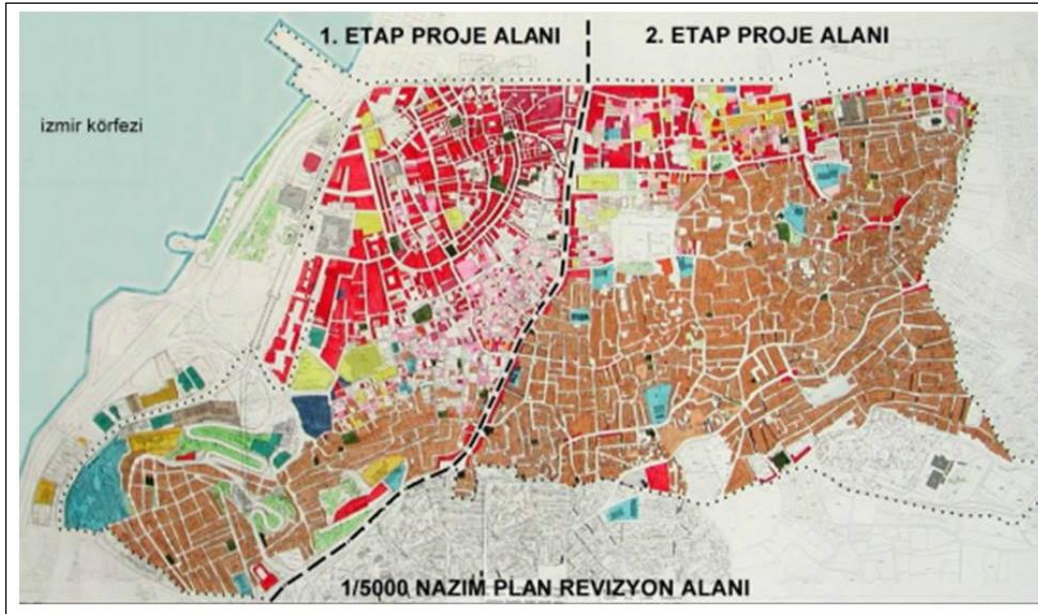 1. ETAP PROJE ALANI
2. ETAP PROJE ALANI
izmir körfezi
1/5000 NAZIM PLAN REVIZYON ALANI